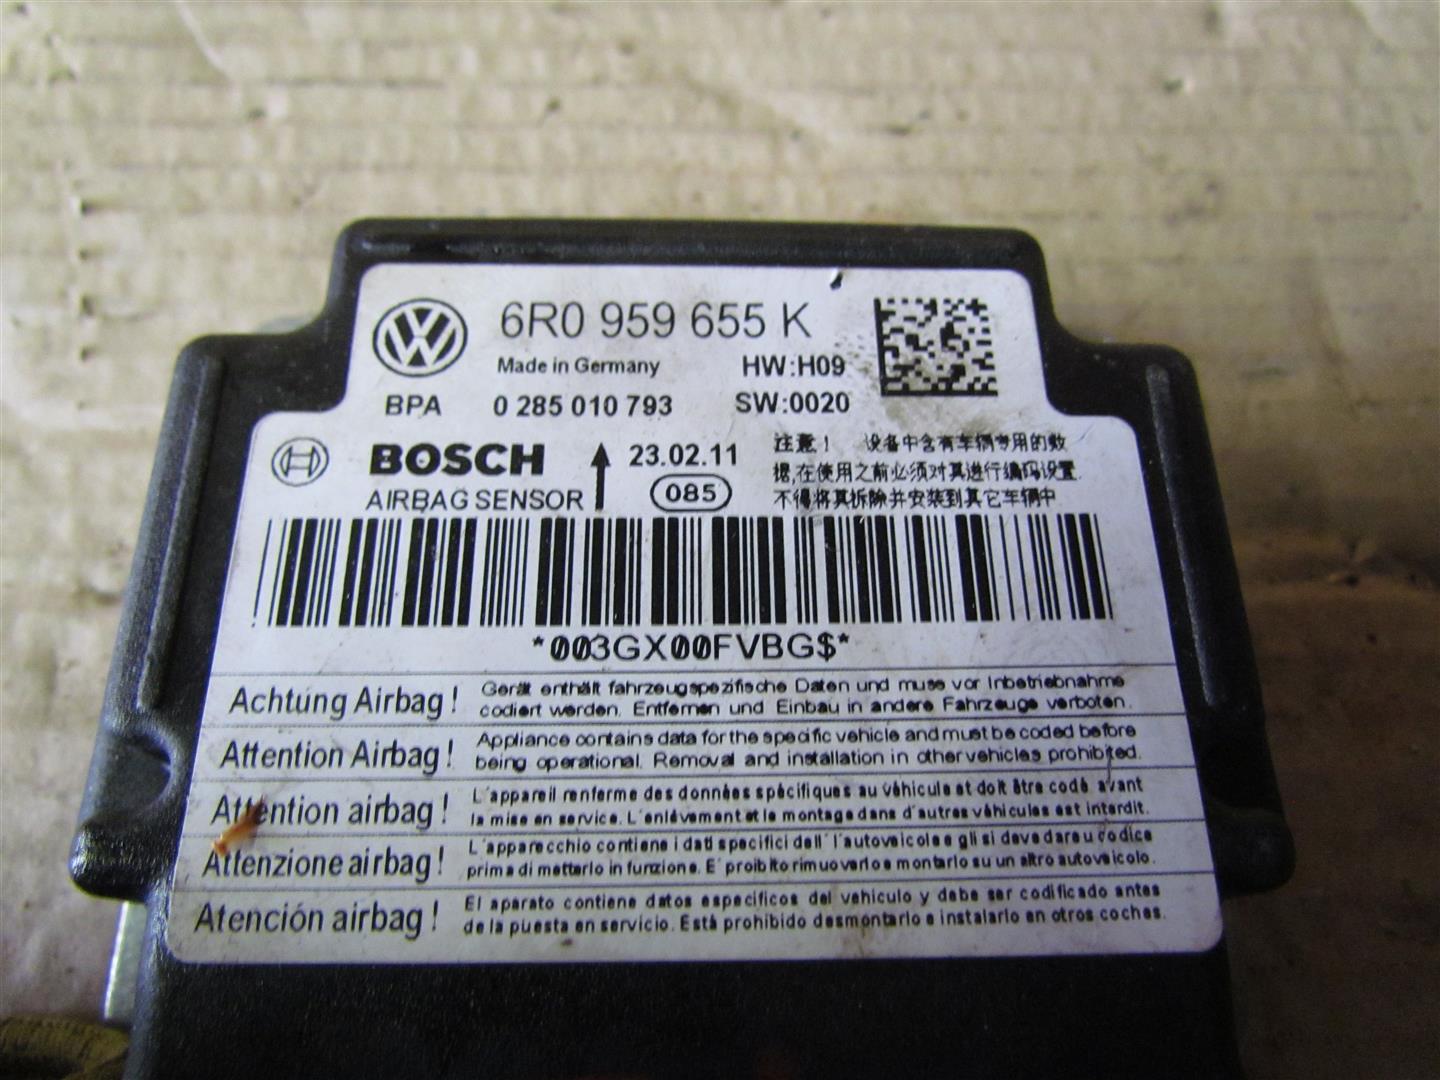 6R0 959 655 K
Made in Germany HW:H09
BPA 0 285 010 793 SW:0020
BOSCH 23.02.11
AIRBAG SENSOR 085
注意！ 设备中含有车辆专用的数
据,在使用之前必须对其进行编码设置.
不得将其拆除并安装到其它车辆中
*003GX00FVBG$*
Achtung Airbag! Gerät enthält fahrzeugspezifische Daten und muss vor Inbetriebnahme
codiert werden. Entfernen und Einbau in andere Fahrzeuge verboten.
Attention Airbag! Appliance contains data for the specific vehicle and must be coded before
being operational. Removal and installation in other vehicles prohibited.
Attention airbag! L´appareil renferme des données spécifiques au véhicule et doit être codé avant
la mise en service. L´enlèvement et le montage dans d´autres véhicules est interdit.
Attenzione airbag! L´apparecchio contiene i dati specifici dell´ l´autoveicolo e gli si deve dare u codice
prima di metterlo in funzione. E´ proibito rimuoverlo e montarlo su un altro autoveicolo.
Atención airbag! El aparato contiene datos específicos del vehículo y debe ser codificado antes
de la puesta en servicio. Está prohibido desmontarlo e instalarlo en otros coches.